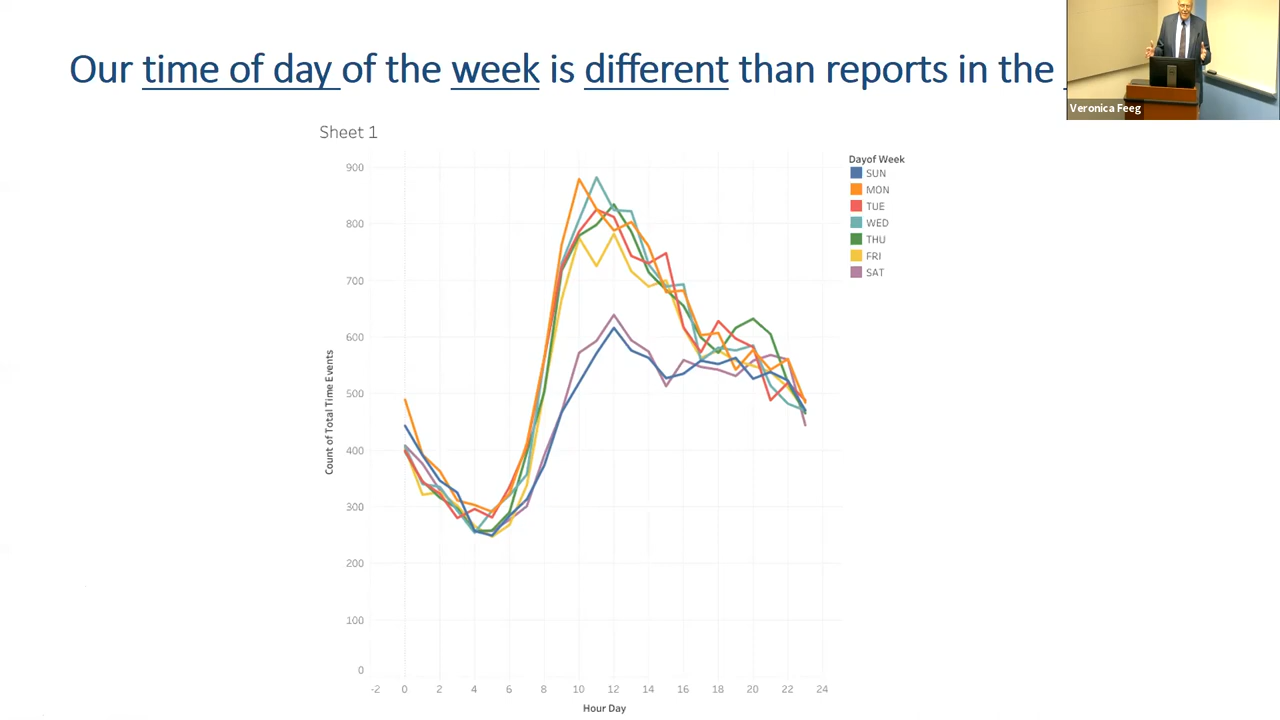 Our time of day of the week is different than reports in the
Veronica Feeg
Sheet 1
Dayof Week
SUN
MON
TUE
WED
THU
FRI
SAT
Count of Total Time Events
900
800
700
600
500
400
300
200
100
0
-2 0 2 4 6 8 10 12 14 16 18 20 22 24
Hour Day